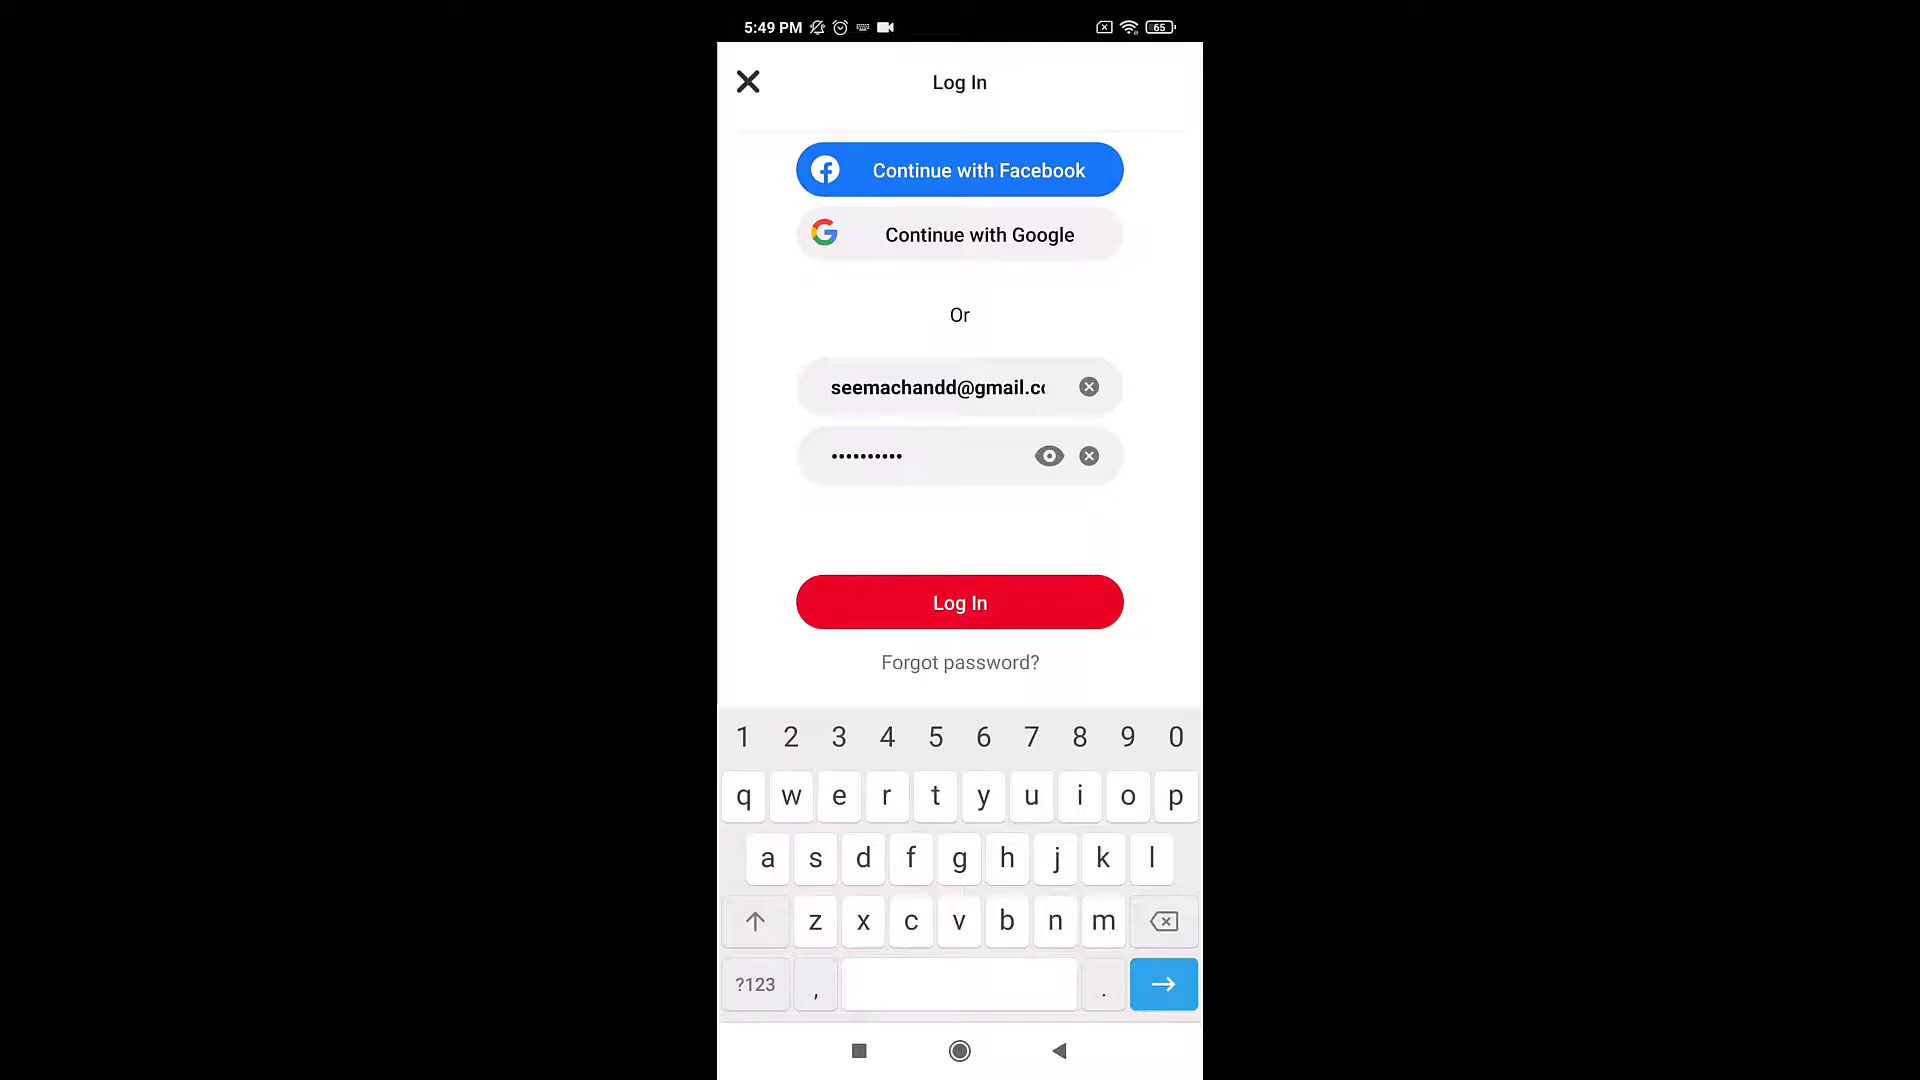 5:49 PM 65
Log In
Continue with Facebook
Continue with Google
Or
seemachandd@gmail.co
••••••••••
Log In
Forgot password?
1 2 3 4 5 6 7 8 9 0
q w e r t y u i o p
a s d f g h j k l
z x c v b n m
?123 , .